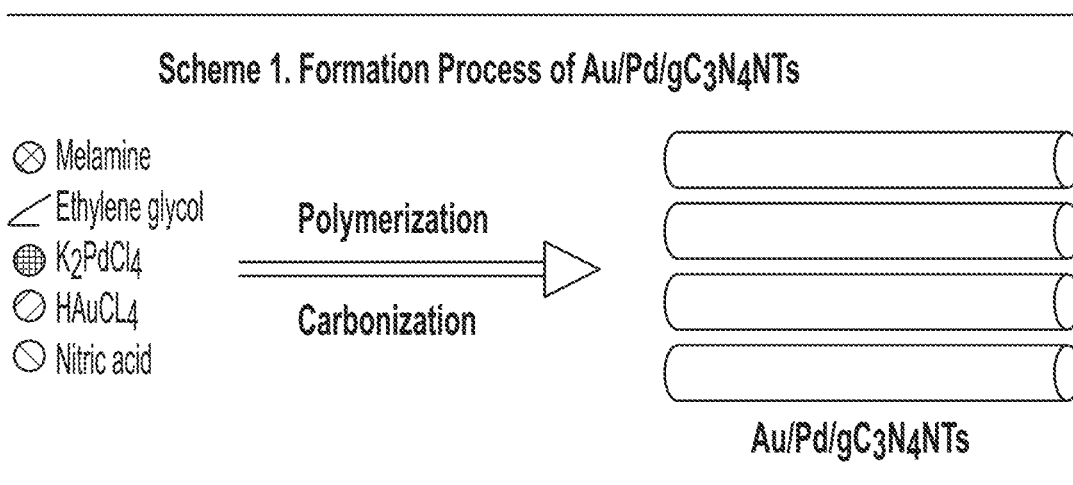 Scheme 1. Formation Process of Au/Pd/gC3N4NTs
Melamine
Ethylene glycol
K2PdCl4
HAuCL4
Nitric acid
Polymerization
Carbonization
Au/Pd/gC3N4NTs